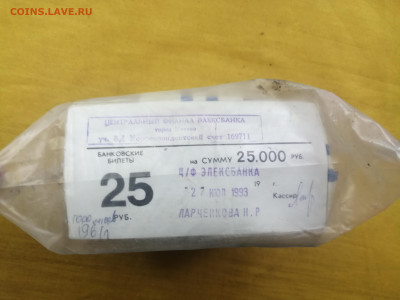 COINS.LAVE.RU
ЦЕНТРАЛЬНЫЙ ФИЛИАЛ ЭЛЕКСБАНКА
БАНКОВСКИЕ
БИЛЕТЫ
на СУММУ 25.000 РУБ.
25
РУБ.
Ц/Ф ЭЛЕКСБАНКА
27 1993
19
Кассир
ЛАРЧЕНКОВА Н.Р
1961